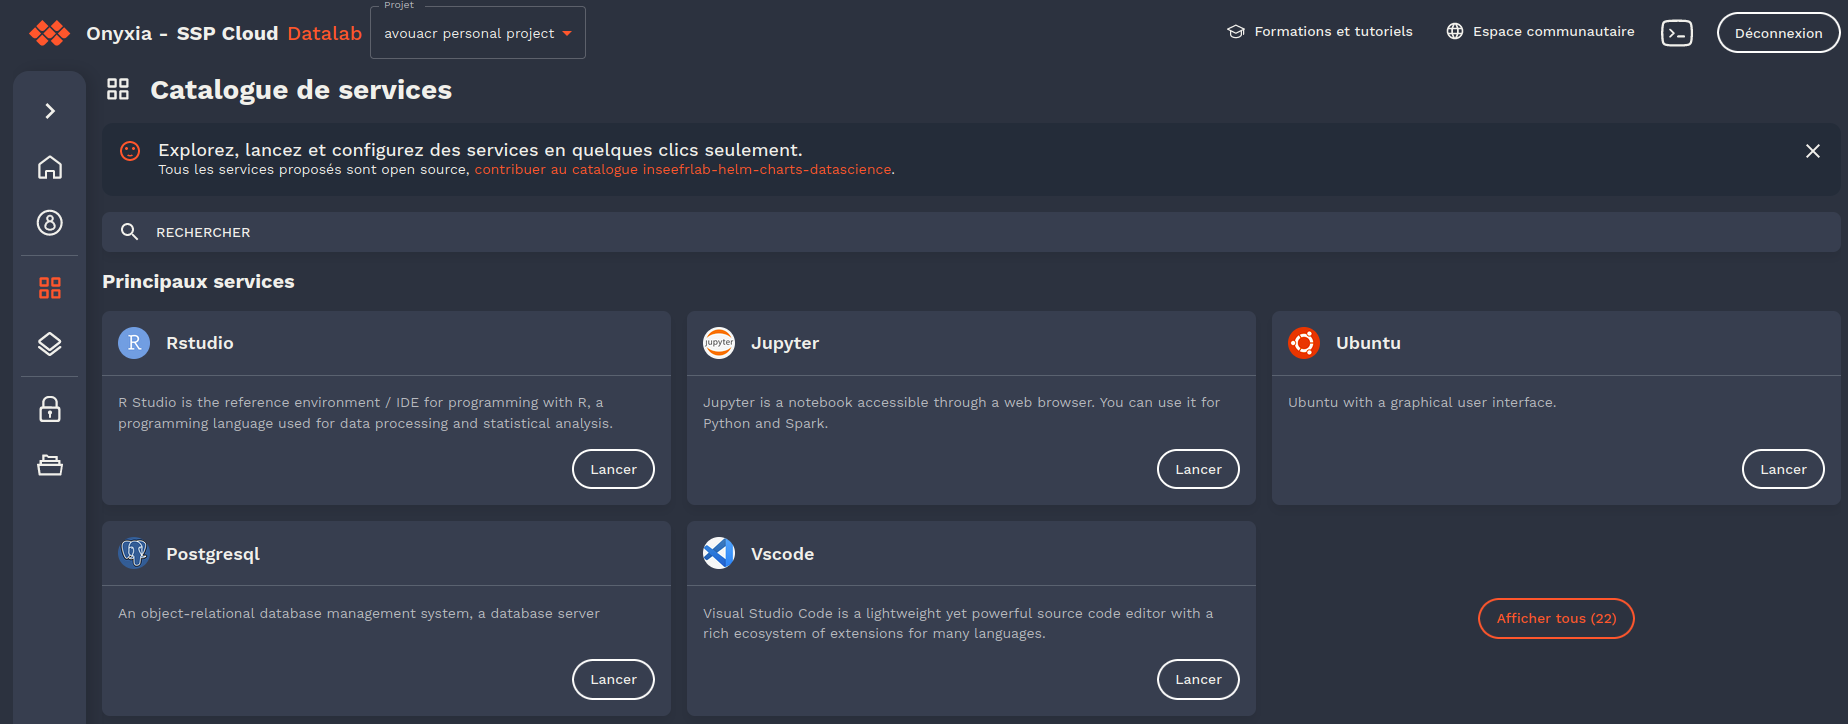 Onyxia - SSP Cloud Datalab
Projet
avouacr personal project
Formations et tutoriels
Espace communautaire
Déconnexion
Catalogue de services
Explorez, lancez et configurez des services en quelques clics seulement.
Tous les services proposés sont open source, contribuer au catalogue inseefrlab-helm-charts-datascience.
RECHERCHER
Principaux services
R
Rstudio
R Studio is the reference environment / IDE for programming with R, a
programming language used for data processing and statistical analysis.
Lancer
jupyter
Jupyter
Jupyter is a notebook accessible through a web browser. You can use it for
Python and Spark.
Lancer
Ubuntu
Ubuntu with a graphical user interface.
Lancer
Postgresql
An object-relational database management system, a database server
Lancer
Vscode
Visual Studio Code is a lightweight yet powerful source code editor with a
rich ecosystem of extensions for many languages.
Lancer
Afficher tous (22)